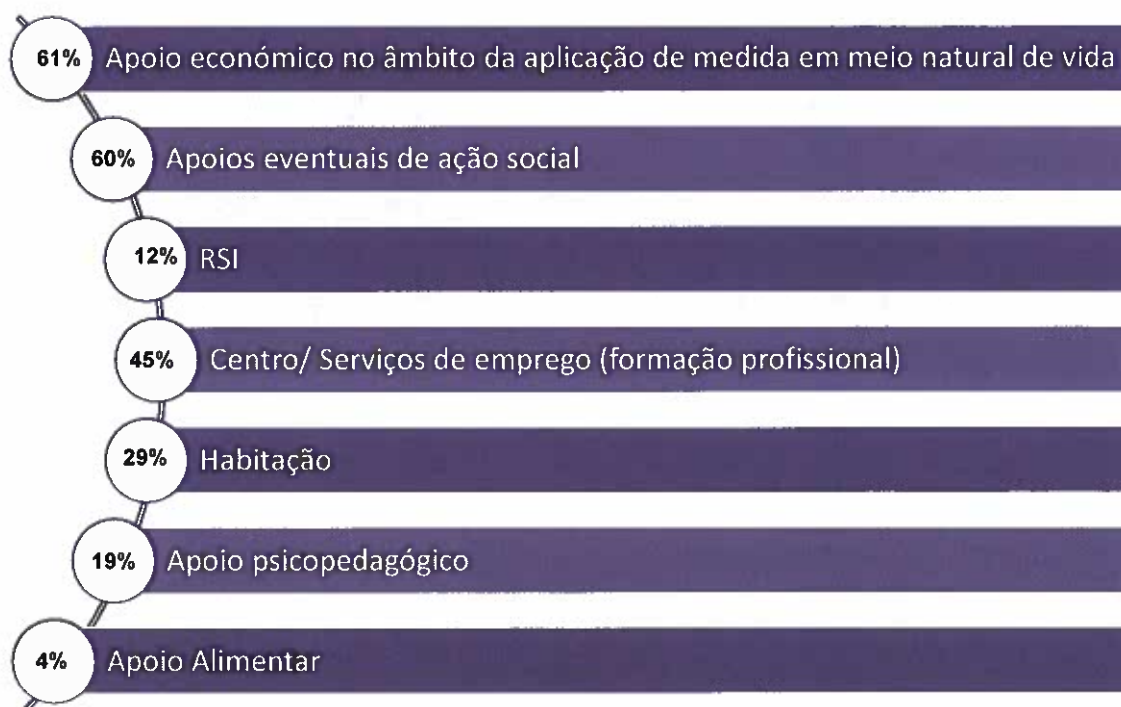 61% Apoio económico no âmbito da aplicação de medida em meio natural de vida
60% Apoios eventuais de ação social
12% RSI
45% Centro/ Serviços de emprego (formação profissional)
29% Habitação
19% Apoio psicopedagógico
4% Apoio Alimentar